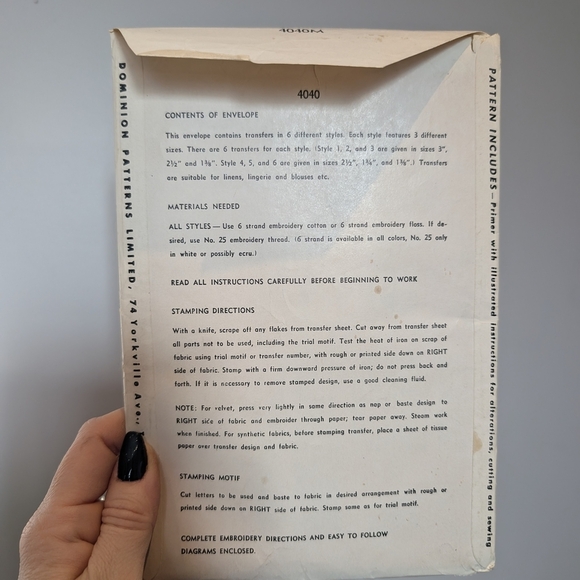 4040M
4040
CONTENTS OF ENVELOPE
This envelope contains transfers in 6 different styles. Each style features 3 different
sizes. There are 6 transfers for each style. (Style 1, 2, and 3 are given in sizes 3",
2½" and 1⅜". Style 4, 5, and 6 are given in sizes 2½", 1¾", and 1⅜".) Transfers
are suitable for linens, lingerie and blouses etc.
MATERIALS NEEDED
ALL STYLES — Use 6 strand embroidery cotton or 6 strand embroidery floss. If de-
sired, use No. 25 embroidery thread. (6 strand is available in all colors, No. 25 only
in white or possibly ecru.)
READ ALL INSTRUCTIONS CAREFULLY BEFORE BEGINNING TO WORK
STAMPING DIRECTIONS
With a knife, scrape off any flakes from transfer sheet. Cut away from transfer sheet
all parts not to be used, including the trial motif. Test the heat of iron on scrap of
fabric using trial motif or transfer number, with rough or printed side down on RIGHT
side of fabric. Stamp with a firm downward pressure of iron; do not press back and
forth. If it is necessary to remove stamped design, use a good cleaning fluid.
NOTE: For velvet, press very lightly in same direction as nap or baste design to
RIGHT side of fabric and embroider through paper; tear paper away. Steam work
when finished. For synthetic fabrics, before stamping transfer, place a sheet of tissue
paper over transfer design and fabric.
STAMPING MOTIF
Cut letters to be used and baste to fabric in desired arrangement with rough or
printed side down on RIGHT side of fabric. Stamp same as for trial motif.
COMPLETE EMBROIDERY DIRECTIONS AND EASY TO FOLLOW
DIAGRAMS ENCLOSED.
DOMINION PATTERNS LIMITED, 74 Yorkville Ave.,
PATTERN INCLUDES — Primer with illustrated instructions for alterations, cutting and sewing